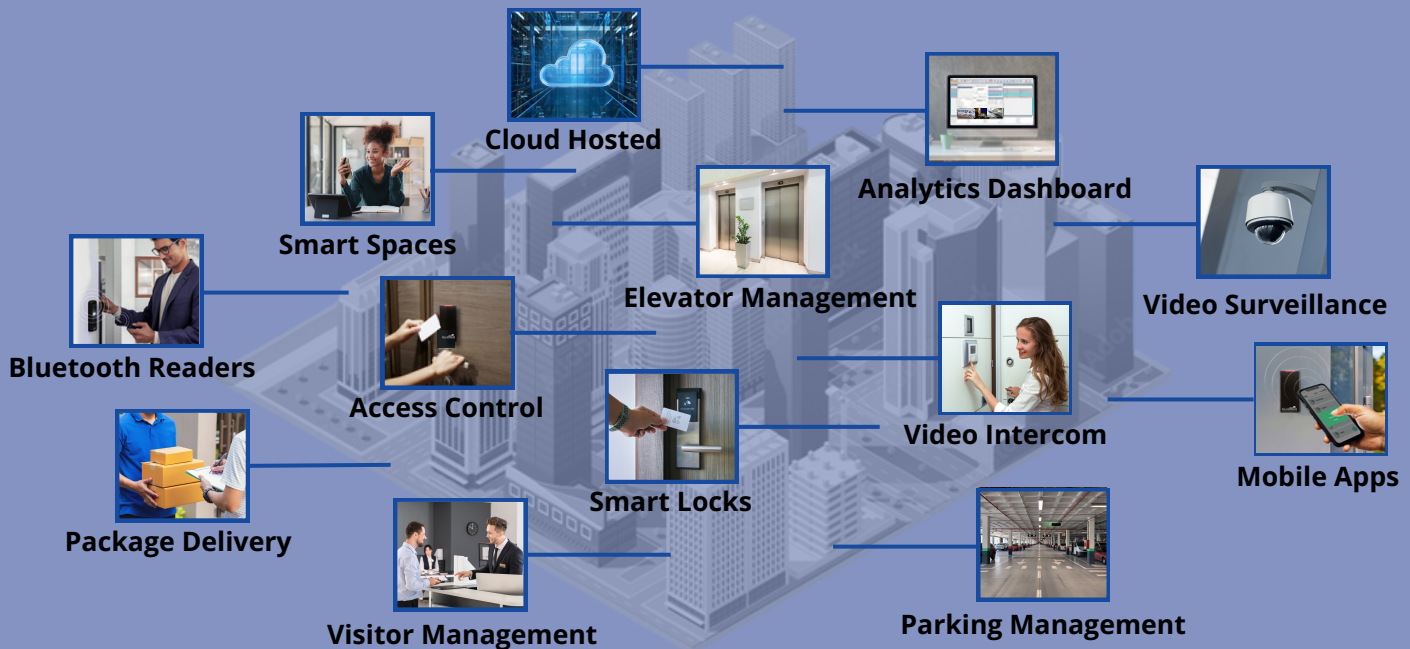 Cloud Hosted
Analytics Dashboard
Smart Spaces
Elevator Management
Video Surveillance
Bluetooth Readers
Access Control
Video Intercom
Smart Locks
Mobile Apps
Package Delivery
Visitor Management
Parking Management